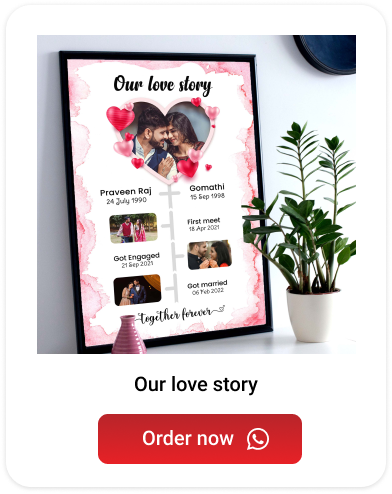 Our love story
Praveen Raj
24 July 1990
Gomathi
15 Sep 1998
First meet
18 Apr 2021
Got Engaged
21 Sep 2021
Got married
06 Feb 2022
together forever
Our love story
Order now